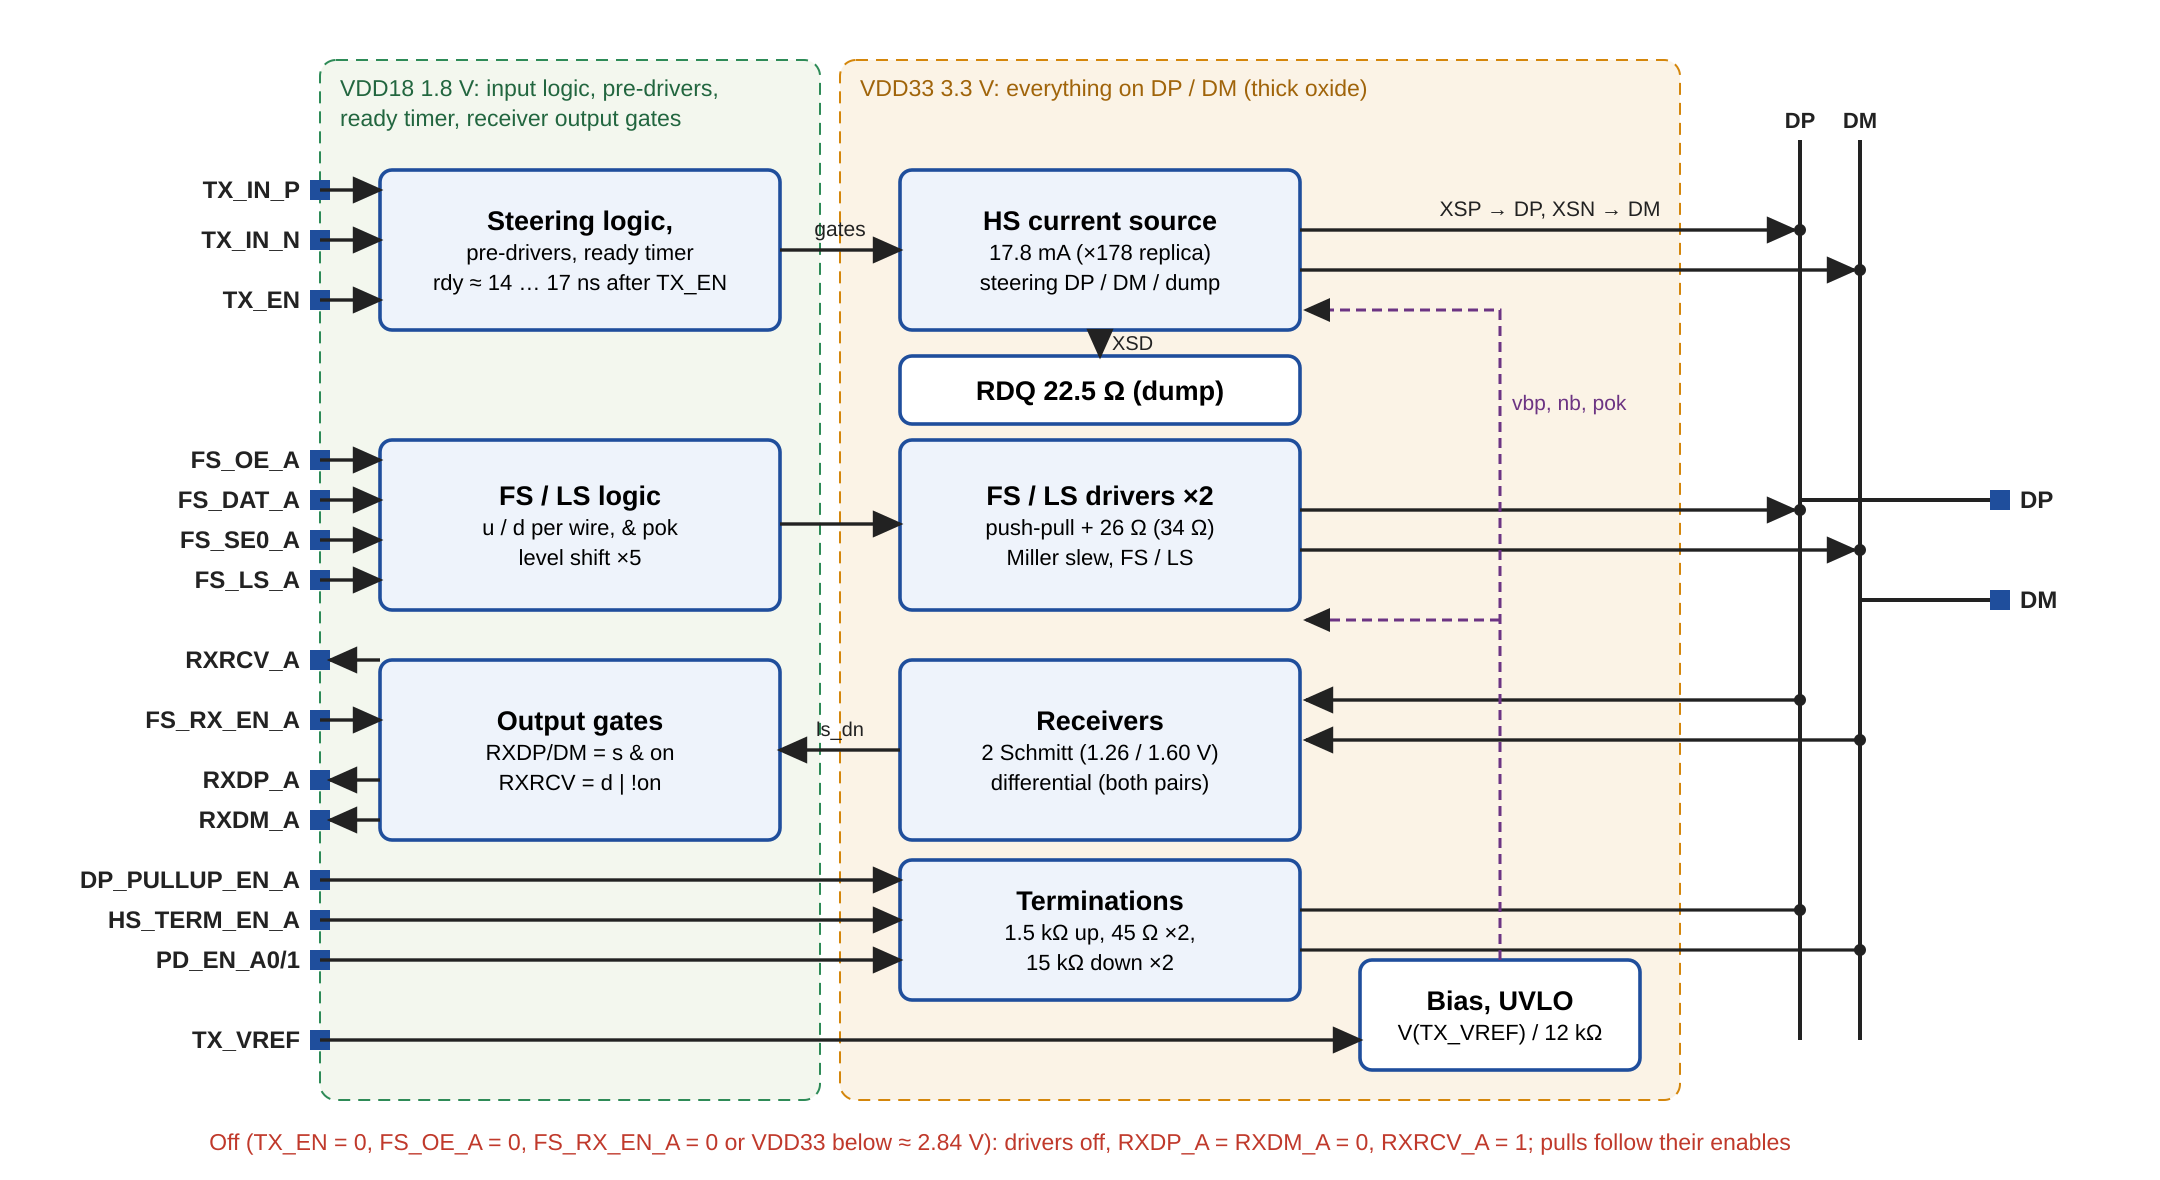 VDD18 1.8 V: input logic, pre-drivers,
ready timer, receiver output gates
VDD33 3.3 V: everything on DP / DM (thick oxide)
DP
DM
TX_IN_P
TX_IN_N
TX_EN
Steering logic,
pre-drivers, ready timer
rdy ≈ 14 … 17 ns after TX_EN
gates
HS current source
17.8 mA (×178 replica)
steering DP / DM / dump
XSP → DP, XSN → DM
XSD
RDQ 22.5 Ω (dump)
vbp, nb, pok
FS_OE_A
FS_DAT_A
FS_SE0_A
FS_LS_A
FS / LS logic
u / d per wire, & pok
level shift ×5
FS / LS drivers ×2
push-pull + 26 Ω (34 Ω)
Miller slew, FS / LS
DP
DM
RXRCV_A
FS_RX_EN_A
RXDP_A
RXDM_A
Output gates
RXDP/DM = s & on
RXRCV = d | !on
ls_dn
Receivers
2 Schmitt (1.26 / 1.60 V)
differential (both pairs)
DP_PULLUP_EN_A
HS_TERM_EN_A
PD_EN_A0/1
Terminations
1.5 kΩ up, 45 Ω ×2,
15 kΩ down ×2
TX_VREF
Bias, UVLO
V(TX_VREF) / 12 kΩ
Off (TX_EN = 0, FS_OE_A = 0, FS_RX_EN_A = 0 or VDD33 below ≈ 2.84 V): drivers off, RXDP_A = RXDM_A = 0, RXRCV_A = 1; pulls follow their enables